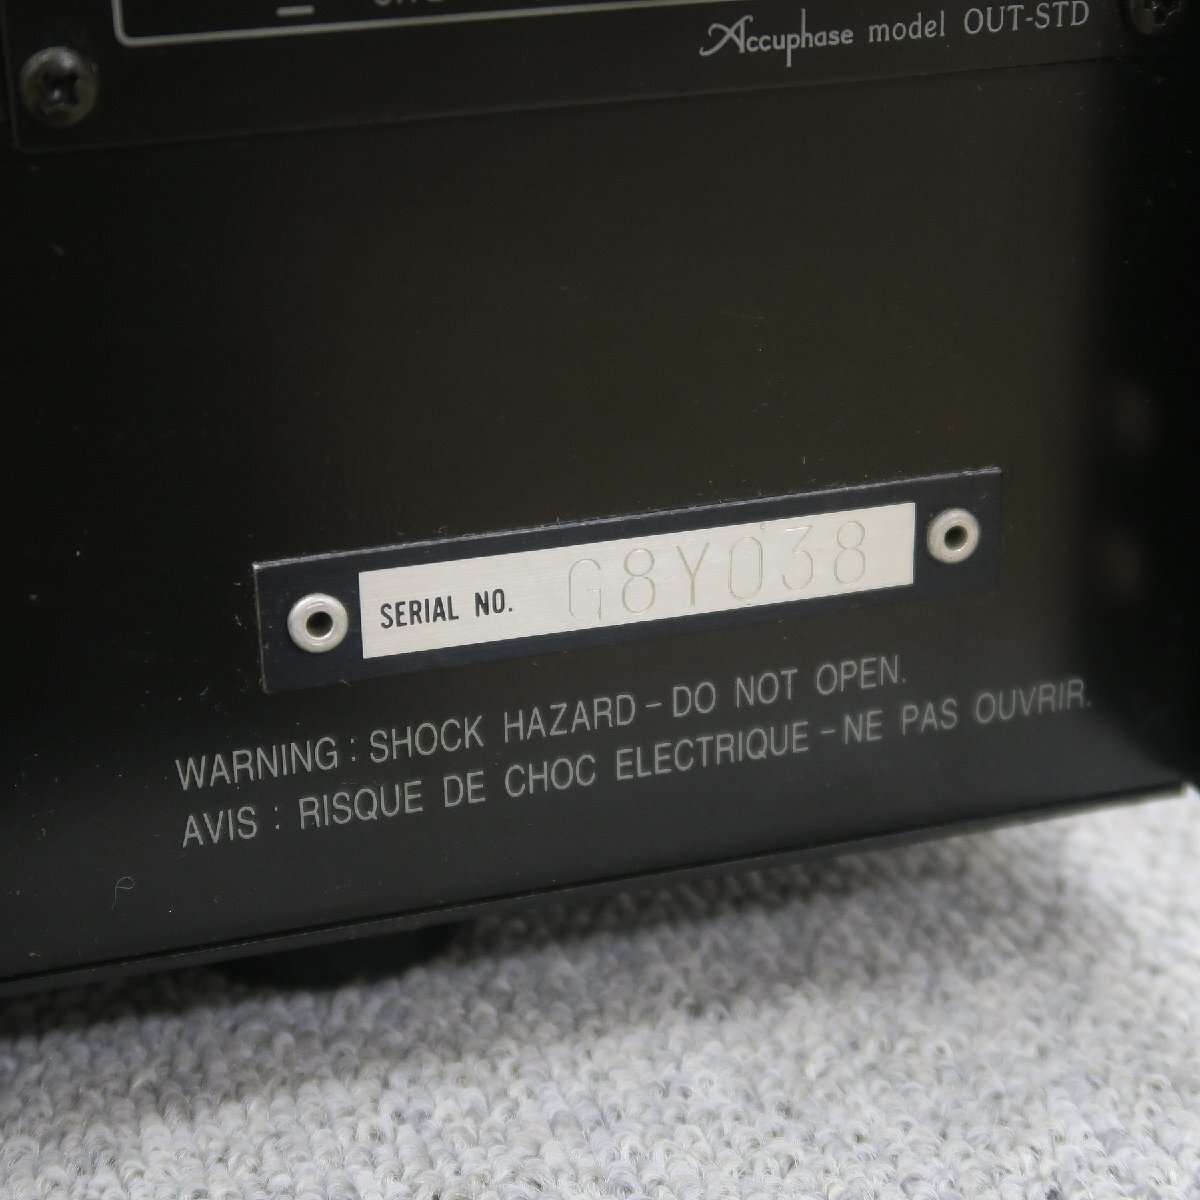 Accuphase model OUT-STD
SERIAL NO. G8Y038
WARNING : SHOCK HAZARD – DO NOT OPEN.
AVIS : RISQUE DE CHOC ELECTRIQUE – NE PAS OUVRIR.